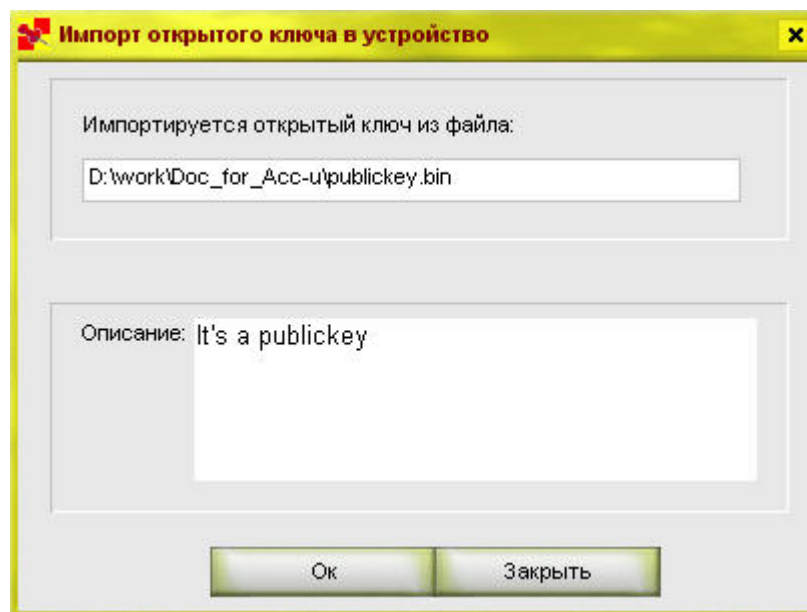 Импорт открытого ключа в устройство
Импортируется открытый ключ из файла:
D:\work\Doc_for_Acc-u\publickey.bin
Описание: It's a publickey
Ок Закрыть